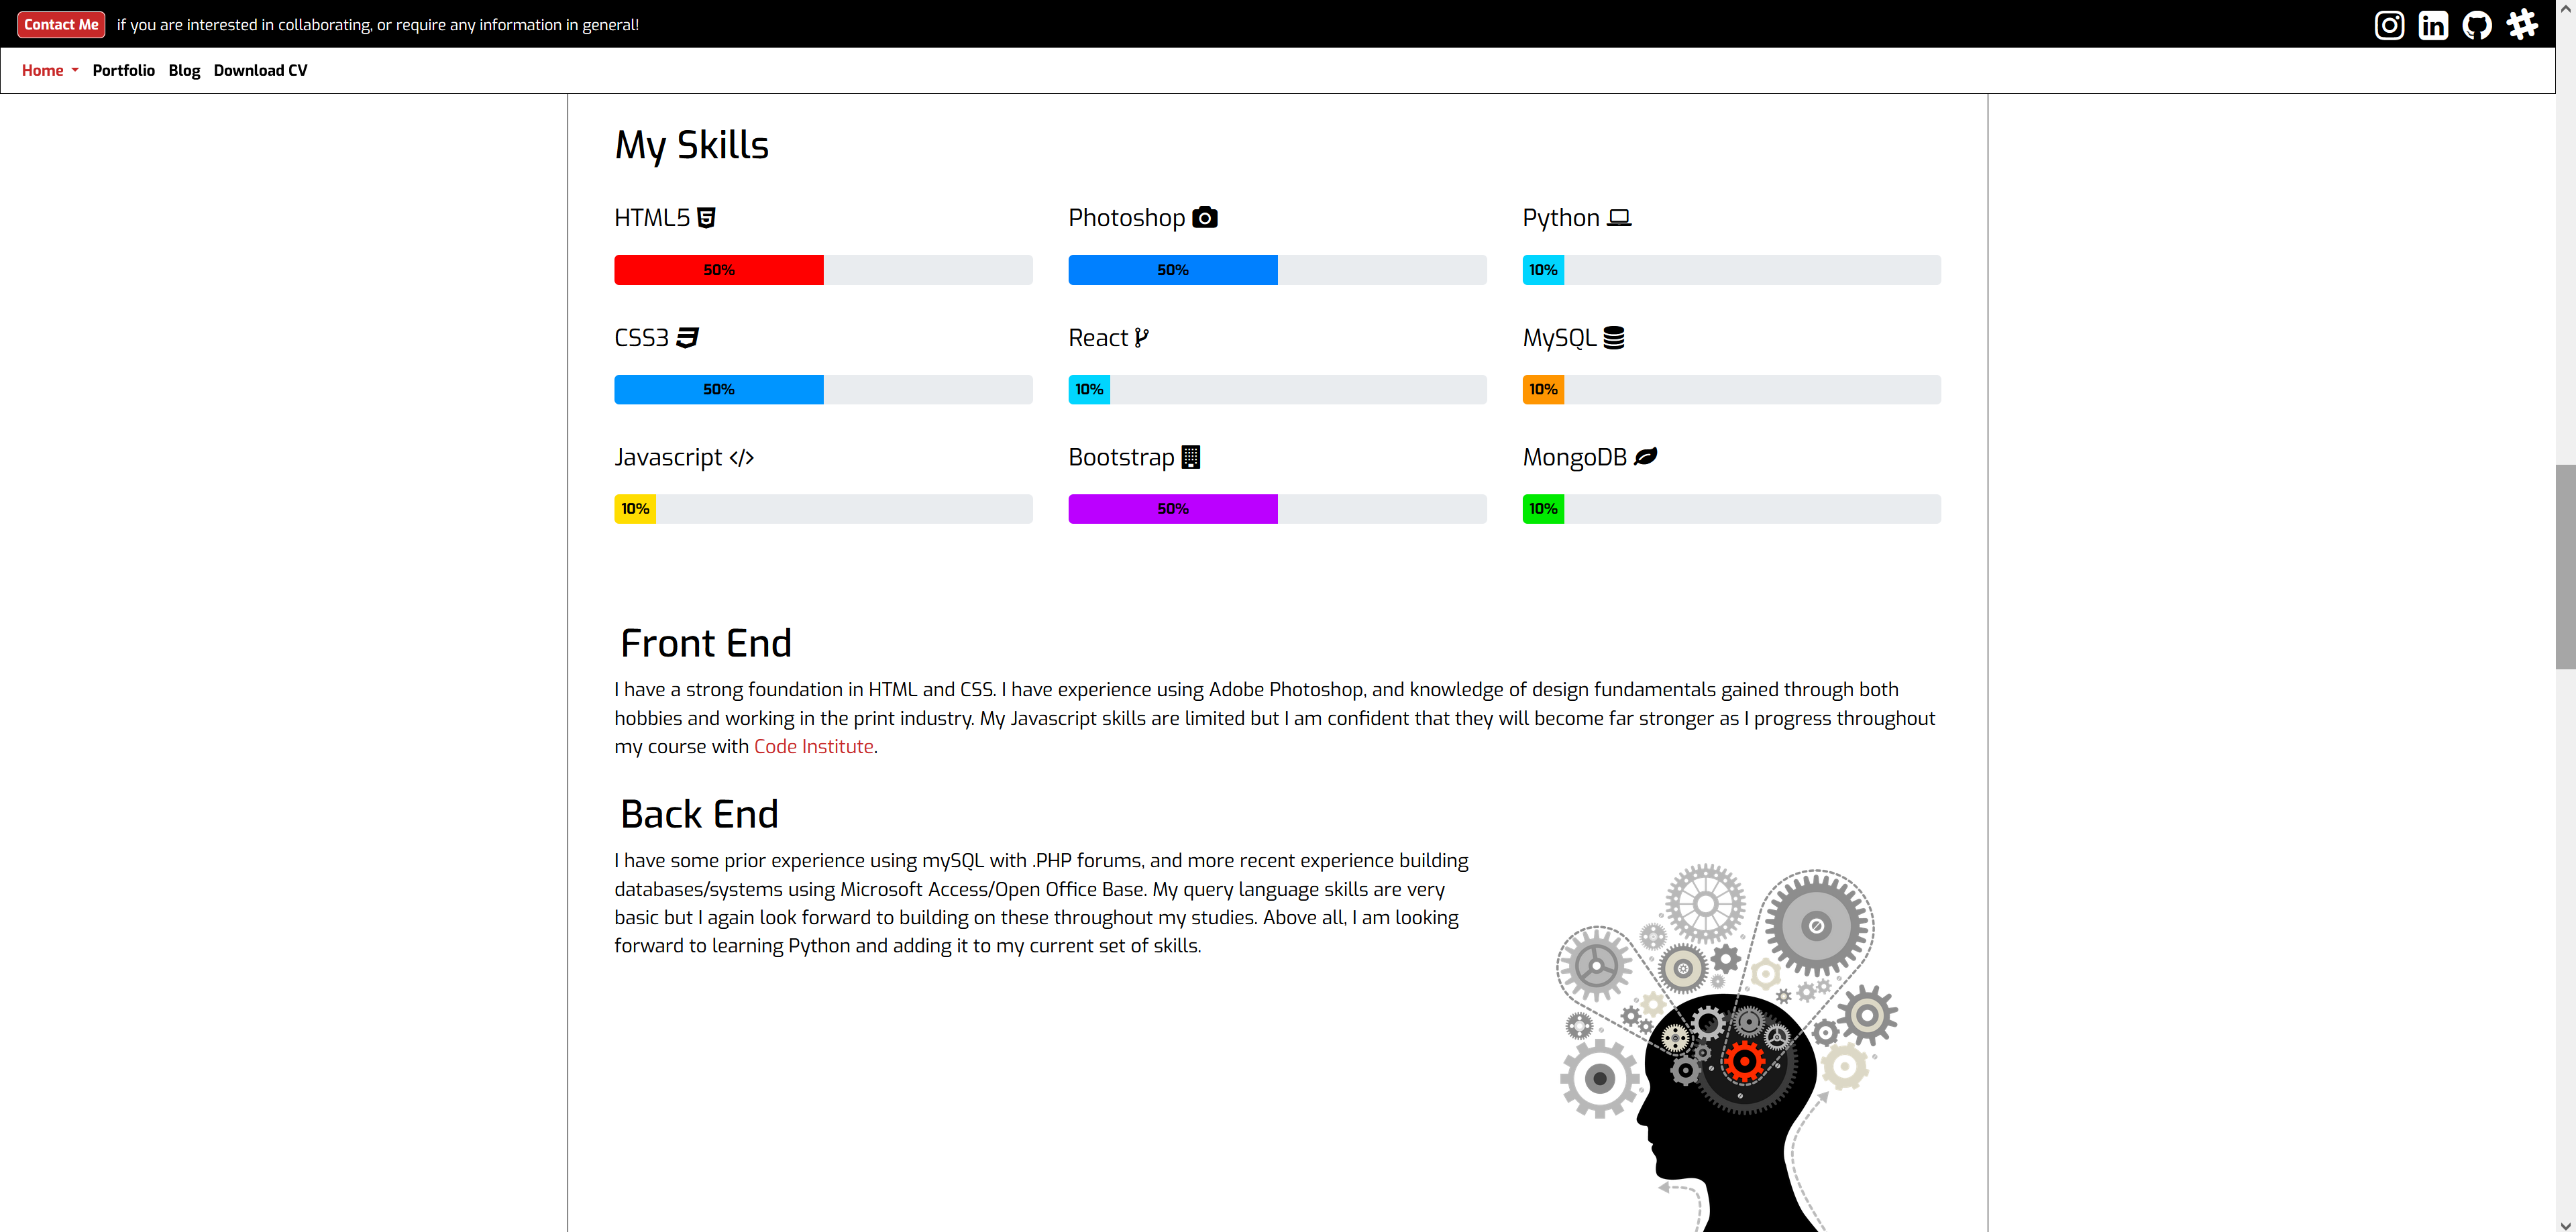 Contact Me if you are interested in collaborating, or require any information in general!
Home Portfolio Blog Download CV
My Skills
HTML5 Photoshop Python
50% 50% 10%
CSS3 React MySQL
50% 10% 10%
Javascript Bootstrap MongoDB
10% 50% 10%
Front End
I have a strong foundation in HTML and CSS. I have experience using Adobe Photoshop, and knowledge of design fundamentals gained through both
hobbies and working in the print industry. My Javascript skills are limited but I am confident that they will become far stronger as I progress throughout
my course with Code Institute.
Back End
I have some prior experience using mySQL with .PHP forums, and more recent experience building
databases/systems using Microsoft Access/Open Office Base. My query language skills are very
basic but I again look forward to building on these throughout my studies. Above all, I am looking
forward to learning Python and adding it to my current set of skills.